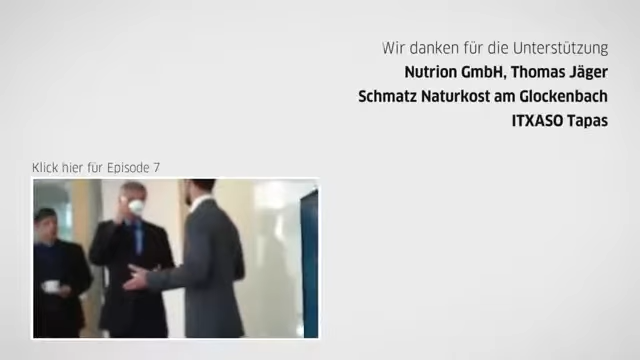 Wir danken für die Unterstützung
Nutrion GmbH, Thomas Jäger
Schmatz Naturkost am Glockenbach
ITXASO Tapas
Klick hier für Episode 7